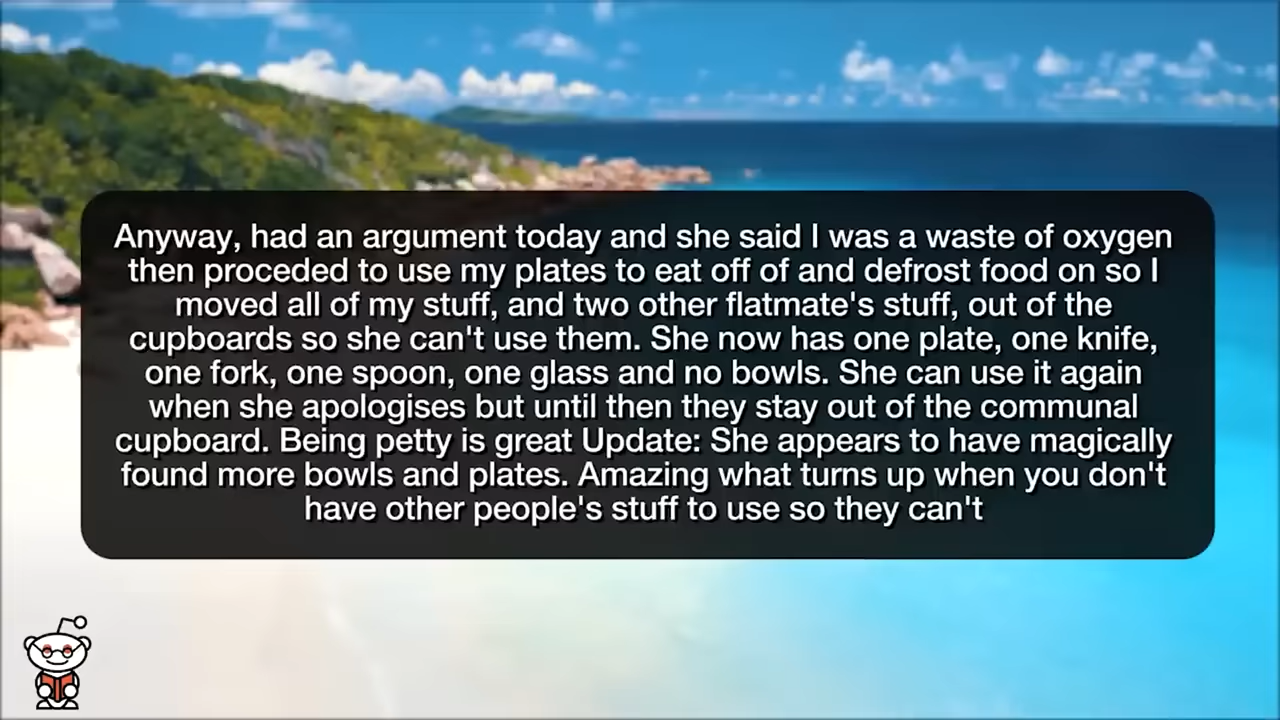 Anyway, had an argument today and she said I was a waste of oxygen
then proceded to use my plates to eat off of and defrost food on so I
moved all of my stuff, and two other flatmate's stuff, out of the
cupboards so she can't use them. She now has one plate, one knife,
one fork, one spoon, one glass and no bowls. She can use it again
when she apologises but until then they stay out of the communal
cupboard. Being petty is great Update: She appears to have magically
found more bowls and plates. Amazing what turns up when you don't
have other people's stuff to use so they can't